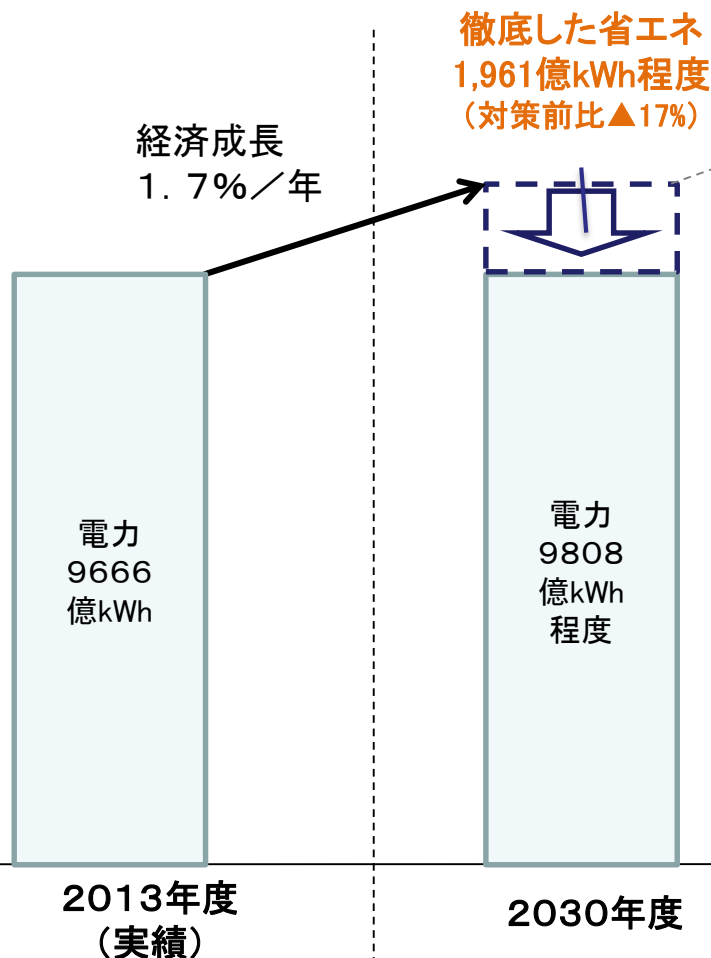 徹底した省エネ
1,961億kWh程度
（対策前比▲17%）
経済成長
１．７％／年
電力
９６６６
億kWh
電力
９８０８
億kWh
程度
２０１３年度
（実績）
２０３０年度